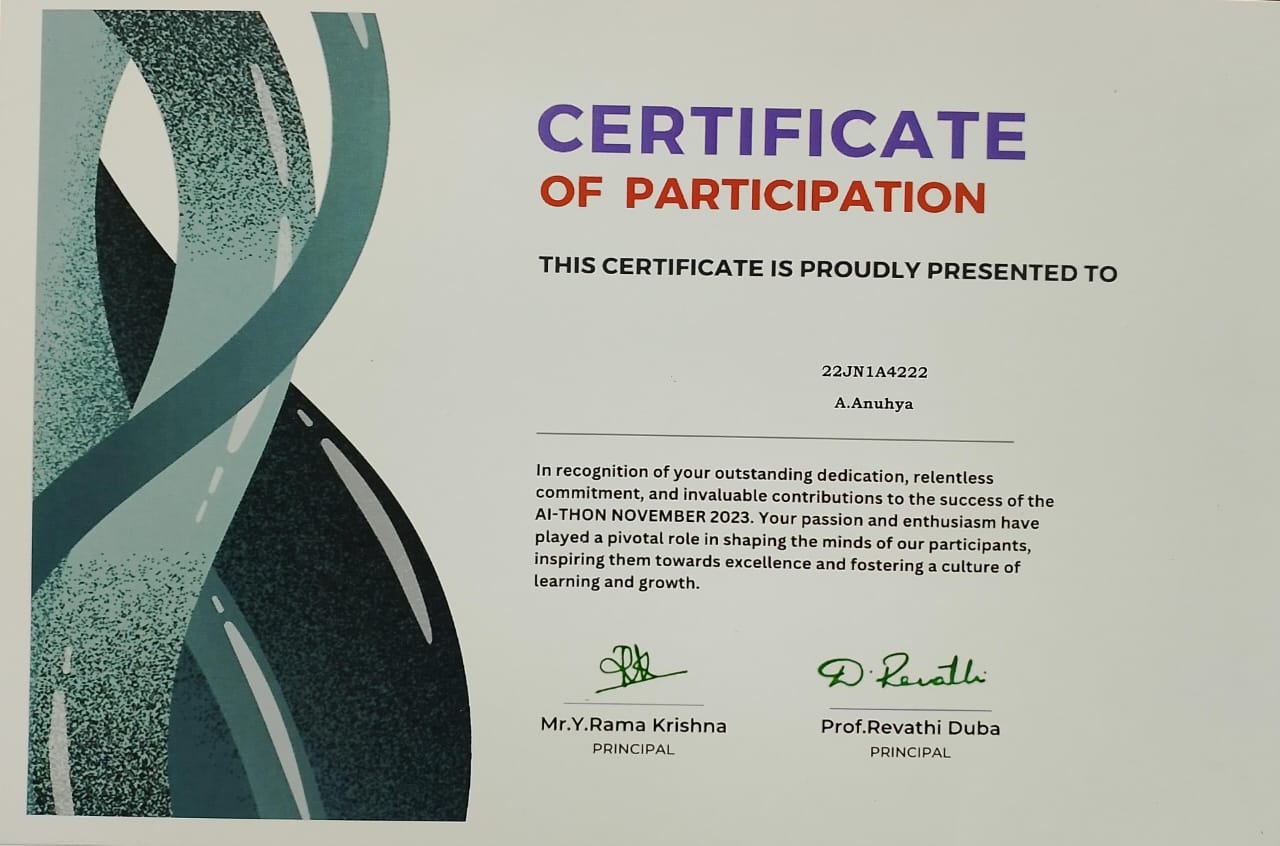 CERTIFICATE
OF PARTICIPATION
THIS CERTIFICATE IS PROUDLY PRESENTED TO
22JN1A4222
A.Anuhya
In recognition of your outstanding dedication, relentless
commitment, and invaluable contributions to the success of the
AI-THON NOVEMBER 2023. Your passion and enthusiasm have
played a pivotal role in shaping the minds of our participants,
inspiring them towards excellence and fostering a culture of
learning and growth.
D. Revathi
Mr.Y.Rama Krishna
Prof.Revathi Duba
PRINCIPAL
PRINCIPAL